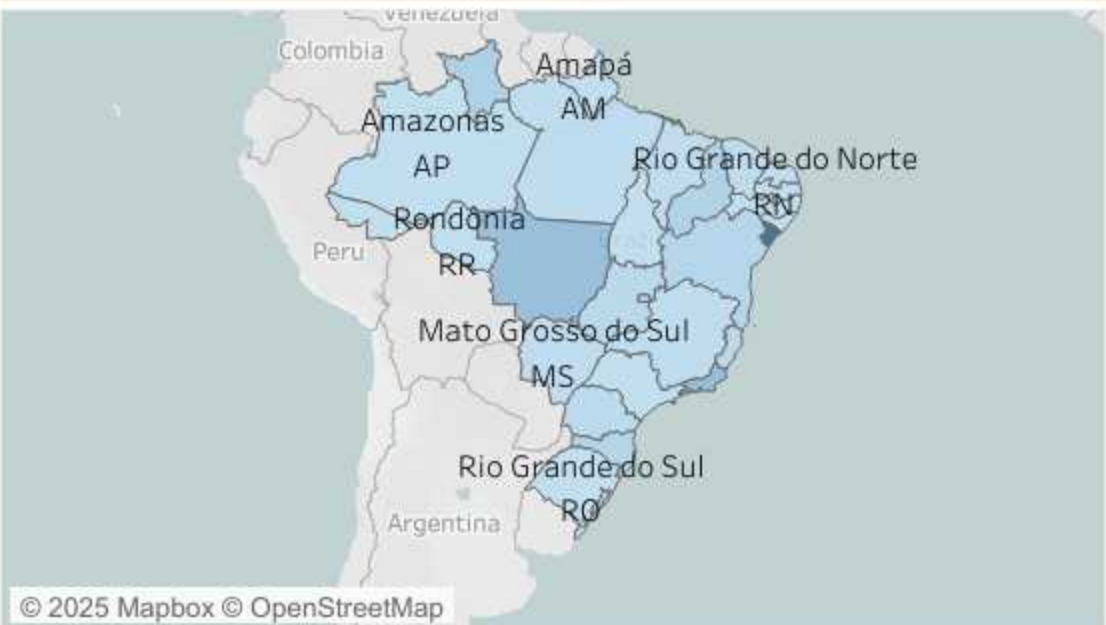 Venezuela
Colombia
Amapá
AM
Amazonas
AP
Rio Grande do Norte
RN
Rondônia
RR
Peru
Mato Grosso do Sul
MS
Rio Grande do Sul
RO
Argentina
© 2025 Mapbox © OpenStreetMap